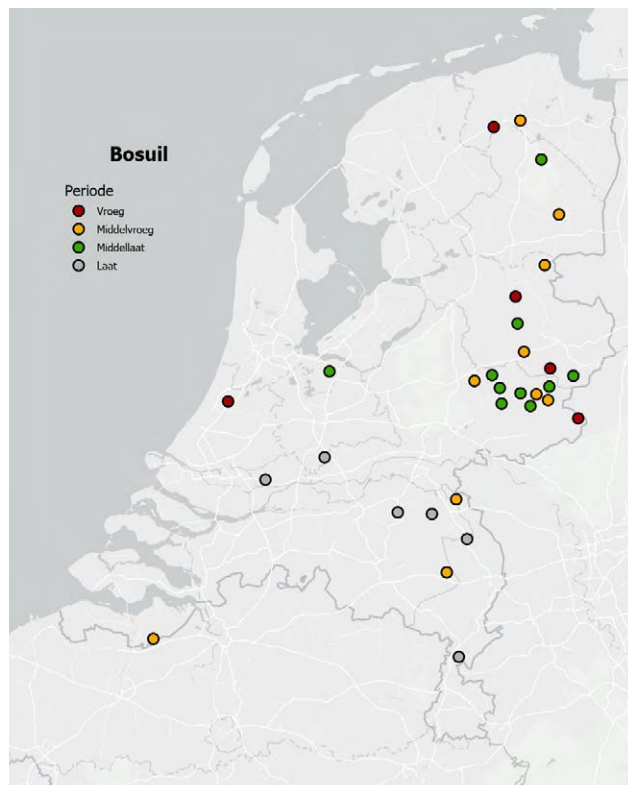 Bosuil
Periode
Vroeg
Middelvroeg
Middellaat
Laat